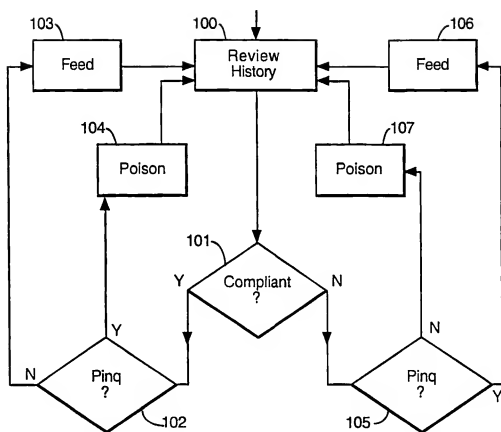 103
Feed
100
Review
History
106
Feed
104
Poison
107
Poison
101
Y
Compliant
?
N
Y
N
Pinq
?
102
N
Pinq
?
105
Y